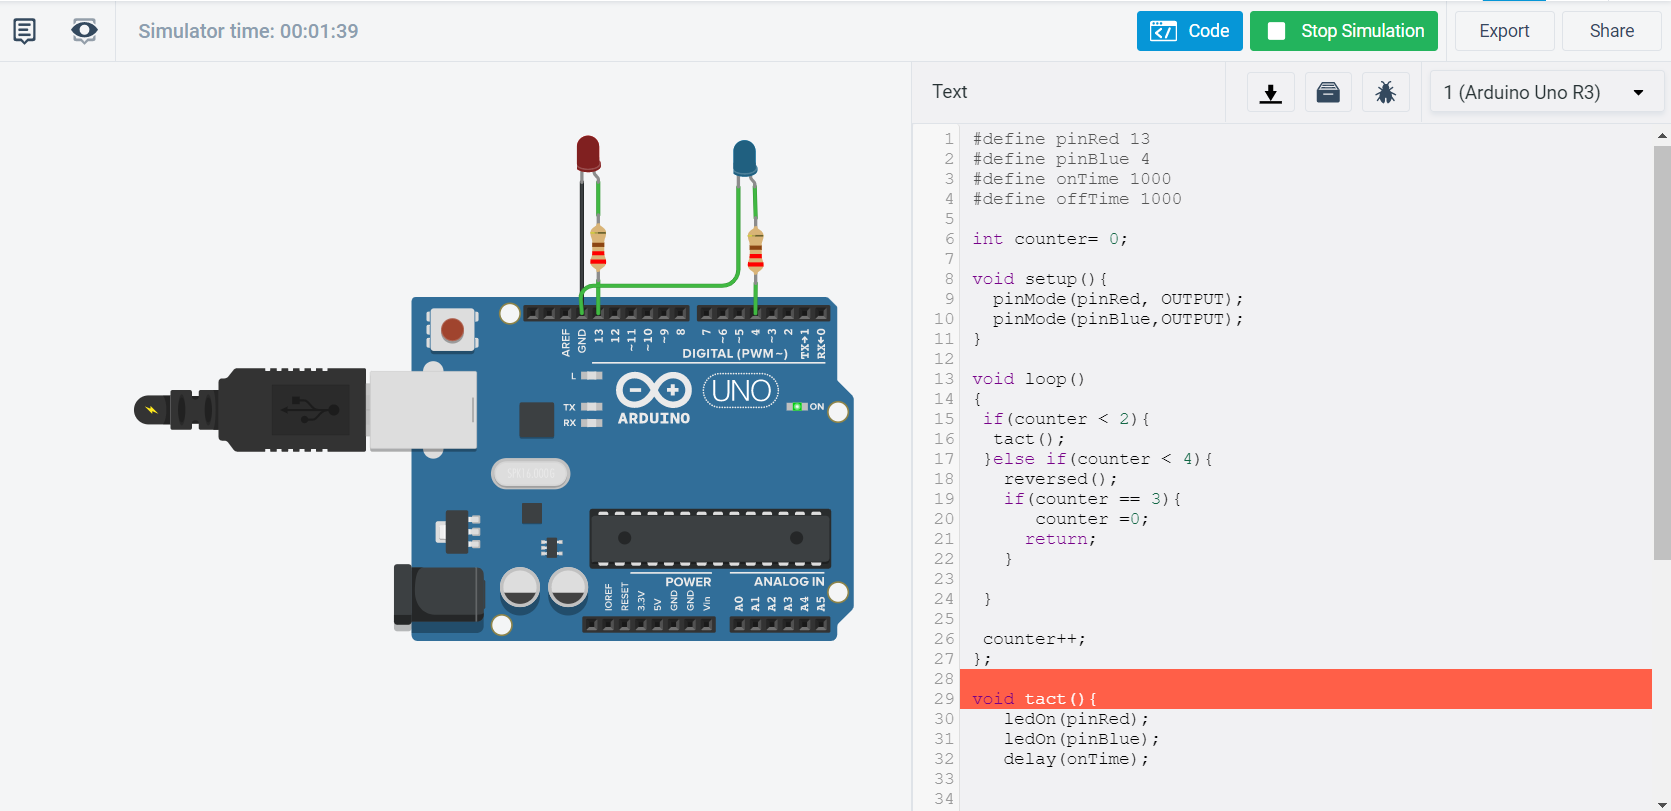 Simulator time: 00:01:39
Code
Stop Simulation
Export
Share
Text
1 (Arduino Uno R3)
AREF
GND
13
12
~11
~10
~9
8
7
~6
~5
4
~3
2
TX→1
RX←0
DIGITAL (PWM~)
L
TX
RX
ARDUINO
UNO
ON
POWER
ANALOG IN
IOREF
RESET
3.3V
5V
GND
GND
Vin
A0
A1
A2
A3
A4
A5
1 #define pinRed 13
2 #define pinBlue 4
3 #define onTime 1000
4 #define offTime 1000
5
6 int counter= 0;
7
8 void setup(){
9 pinMode(pinRed, OUTPUT);
10 pinMode(pinBlue,OUTPUT);
11 }
12
13 void loop()
14 {
15 if(counter < 2){
16 tact();
17 }else if(counter < 4){
18 reversed();
19 if(counter == 3){
20 counter =0;
21 return;
22 }
23
24 }
25
26 counter++;
27 };
28
29 void tact(){
30 ledOn(pinRed);
31 ledOn(pinBlue);
32 delay(onTime);
33
34